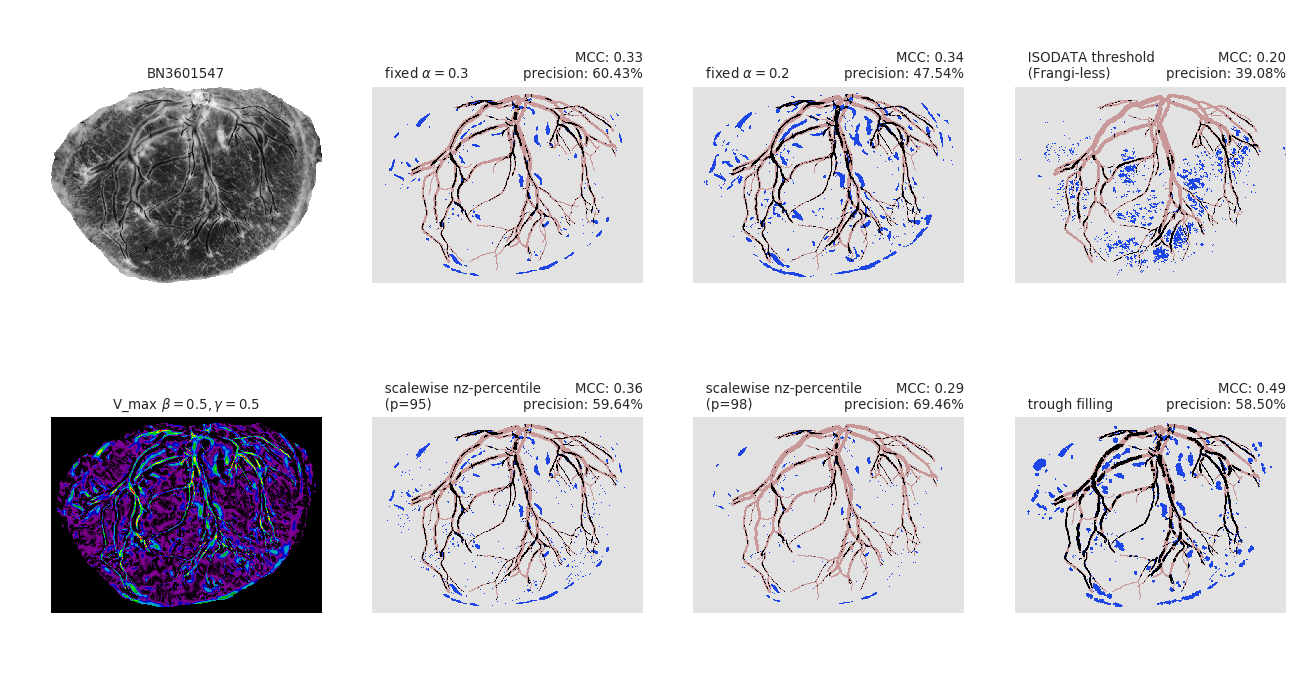 BN3601547
fixed α = 0.3
MCC: 0.33
precision: 60.43%
fixed α = 0.2
MCC: 0.34
precision: 47.54%
ISODATA threshold
(Frangi-less)
MCC: 0.20
precision: 39.08%
V_max β = 0.5, γ = 0.5
scalewise nz-percentile
(p=95)
MCC: 0.36
precision: 59.64%
scalewise nz-percentile
(p=98)
MCC: 0.29
precision: 69.46%
trough filling
MCC: 0.49
precision: 58.50%